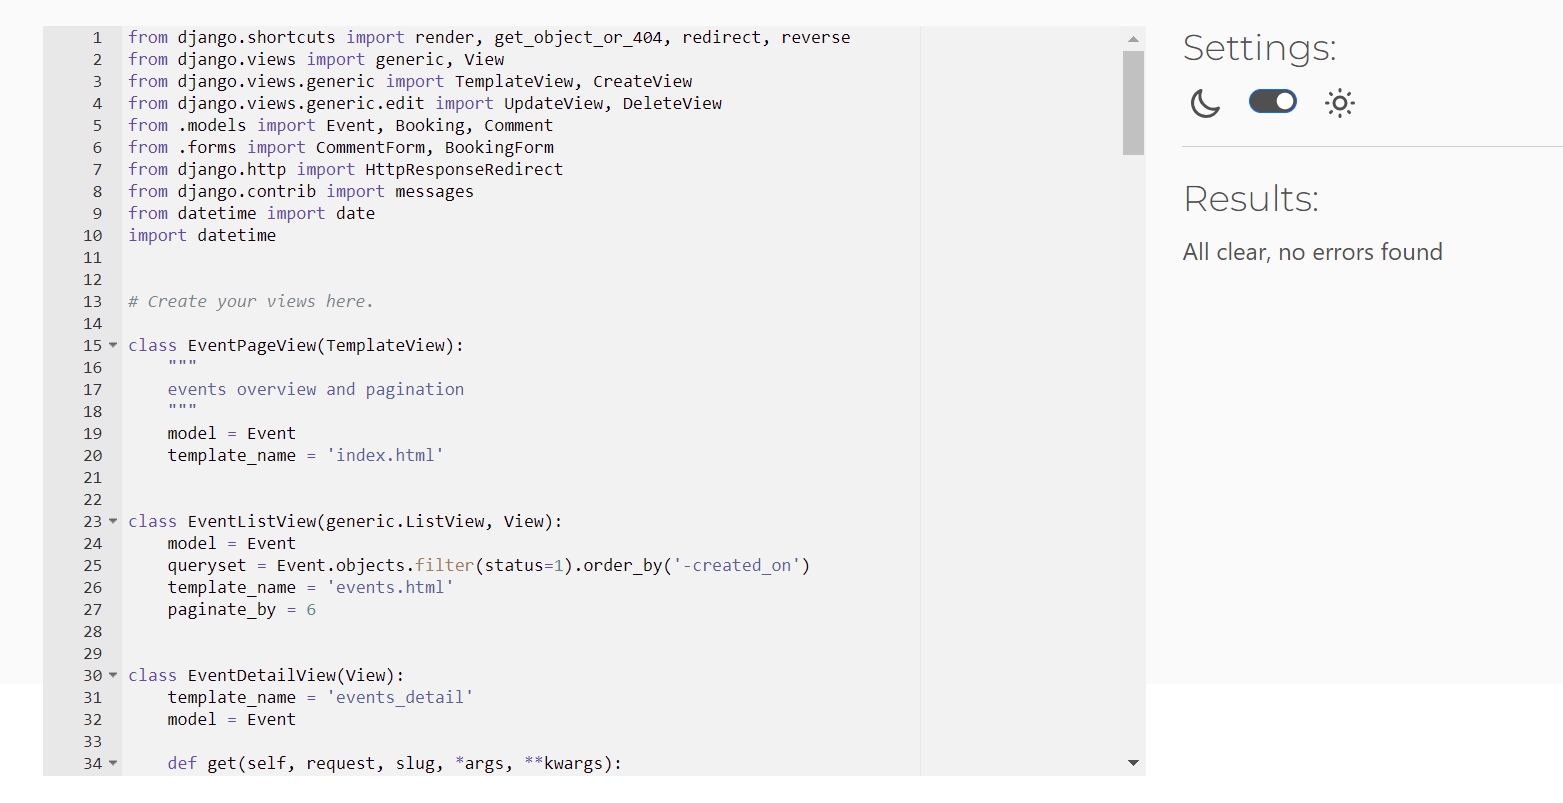 1 from django.shortcuts import render, get_object_or_404, redirect, reverse
2 from django.views import generic, View
3 from django.views.generic import TemplateView, CreateView
4 from django.views.generic.edit import UpdateView, DeleteView
5 from .models import Event, Booking, Comment
6 from .forms import CommentForm, BookingForm
7 from django.http import HttpResponseRedirect
8 from django.contrib import messages
9 from datetime import date
10 import datetime
11
12
13 # Create your views here.
14
15 class EventPageView(TemplateView):
16     """
17     events overview and pagination
18     """
19     model = Event
20     template_name = 'index.html'
21
22
23 class EventListView(generic.ListView, View):
24     model = Event
25     queryset = Event.objects.filter(status=1).order_by('-created_on')
26     template_name = 'events.html'
27     paginate_by = 6
28
29
30 class EventDetailView(View):
31     template_name = 'events_detail'
32     model = Event
33
34     def get(self, request, slug, *args, **kwargs):
Settings:
Results:
All clear, no errors found